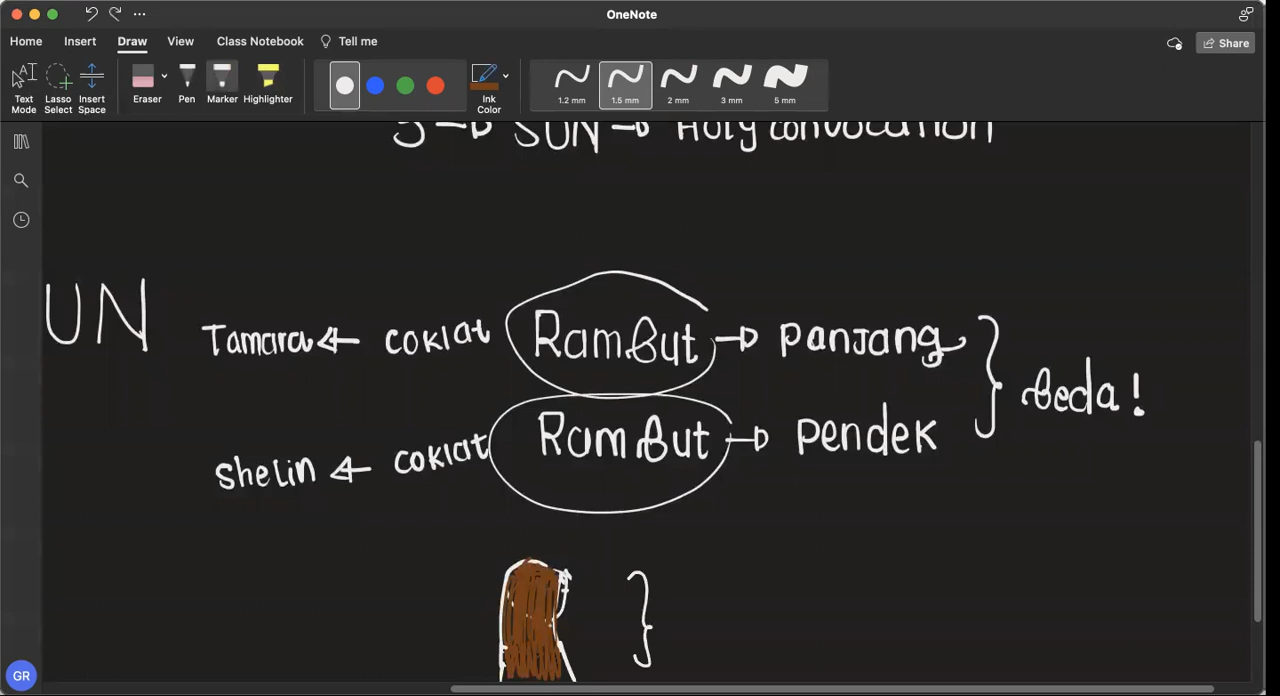 OneNote
Home Insert Draw View Class Notebook Tell me
Share
Text Mode
Lasso Select
Insert Space
Eraser
Pen
Marker
Highlighter
Ink Color
1.2 mm
1.5 mm
2 mm
3 mm
5 mm
SUN Holy convocation
UN
Tamara coklat Rambut Panjang
Beda!
Shelin coklat Rambut Pendek
GR